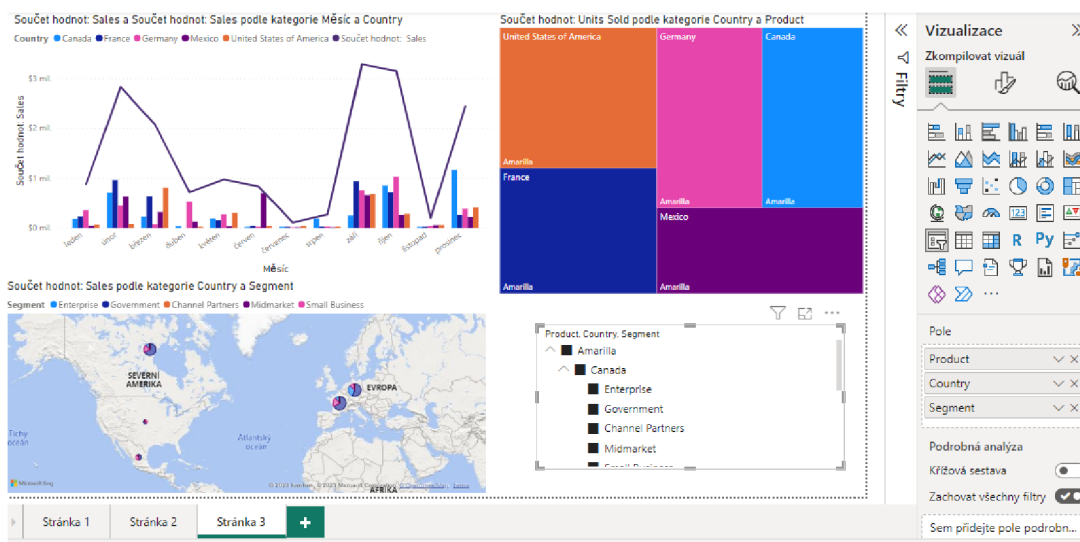 Součet hodnot: Sales a Součet hodnot: Sales podle kategorie Měsíc a Country
Country Canada France Germany Mexico United States of America Součet hodnot: Sales
Součet hodnot: Sales
$3 mil.
$2 mil.
$1 mil.
$0 mil.
leden únor březen duben květen červen červenec srpen září říjen listopad prosinec
Měsíc
Součet hodnot: Units Sold podle kategorie Country a Product
United States of America
Amarilla
France
Amarilla
Germany
Amarilla
Canada
Amarilla
Mexico
Amarilla
Součet hodnot: Sales podle kategorie Country a Segment
Segment Enterprise Government Channel Partners Midmarket Small Business
SEVERNÍ
AMERIKA
EVROPA
Tichý
oceán
Atlantský
oceán
AFRIKA
Microsoft Bing
Product, Country, Segment
Amarilla
Canada
Enterprise
Government
Channel Partners
Midmarket
Small Business
Filtry
Vizualizace
Zkompilovat vizuál
123
R Py
Pole
Product
Country
Segment
Podrobná analýza
Křížová sestava
Zachovat všechny filtry
Sem přidejte pole podrobn...
Stránka 1 Stránka 2 Stránka 3 +